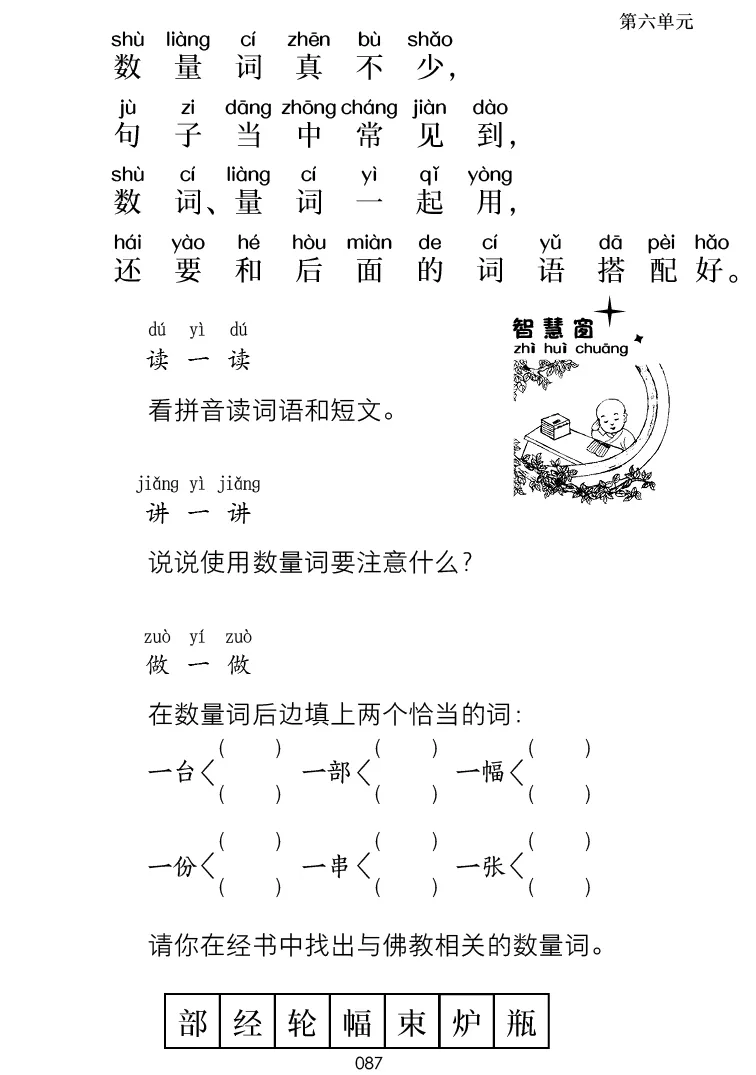 第六单元
shù liàng cí zhēn bù shǎo
数量词真不少，
jù zi dāng zhōng cháng jiàn dào
句子当中常见到，
shù cí liàng cí yì qǐ yòng
数词、量词一起用，
hái yào hé hòu miàn de cí yǔ dā pèi hǎo
还要和后面的词语搭配好。
智慧窗
zhì huì chuāng
dú yì dú
读一读
看拼音读词语和短文。
jiǎng yì jiǎng
讲一讲
说说使用数量词要注意什么？
zuò yí zuò
做一做
在数量词后边填上两个恰当的词：
（ ） （ ） （ ）
一台〈 一部〈 一幅〈
（ ） （ ） （ ）
（ ） （ ） （ ）
一份〈 一串〈 一张〈
（ ） （ ） （ ）
请你在经书中找出与佛教相关的数量词。
部 经 轮 幅 束 炉 瓶
087